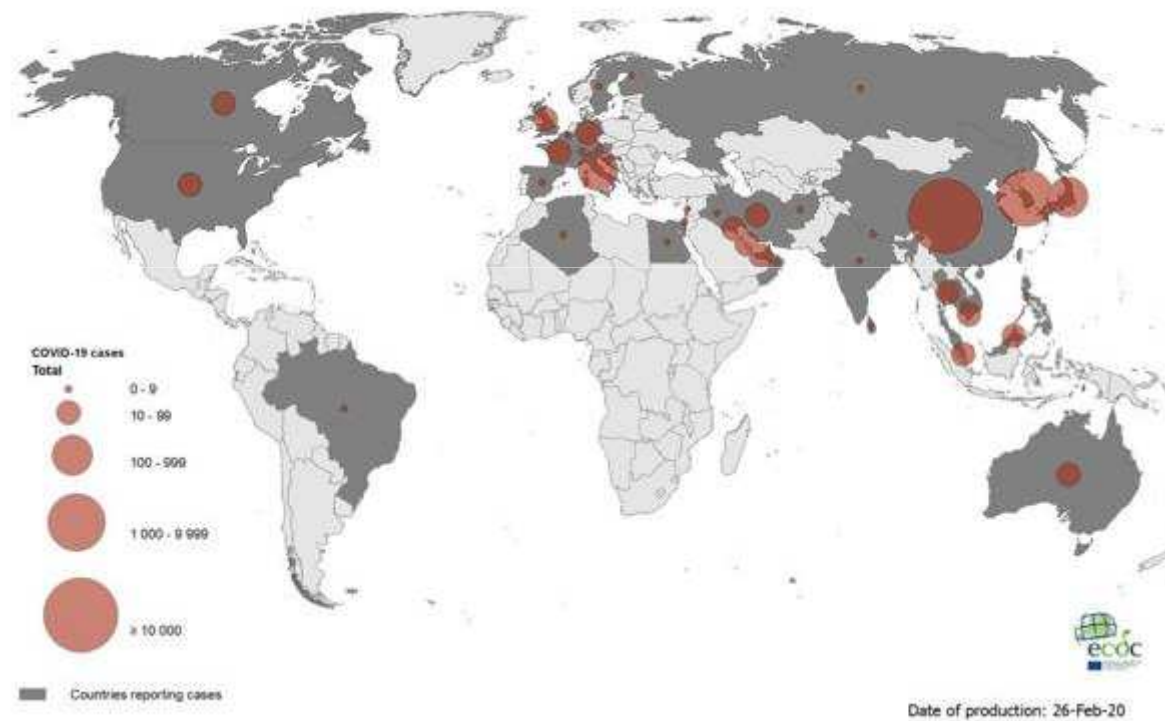 COVID-19 cases
Total
0 - 9
10 - 99
100 - 999
1 000 - 9 999
≥ 10 000
Countries reporting cases
ecdc
Date of production: 26-Feb-20